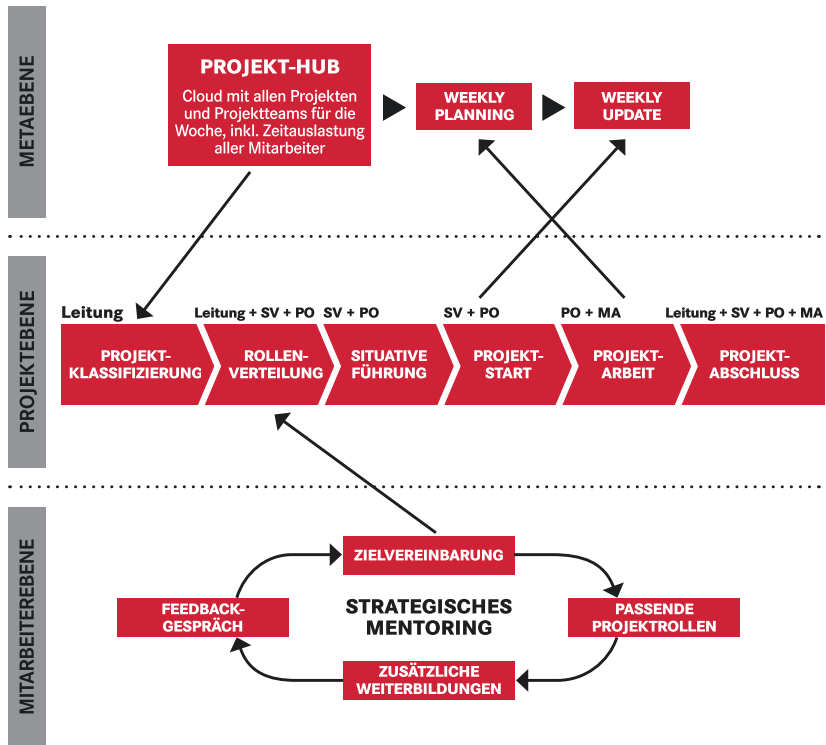 METAEBENE
PROJEKT-HUB
Cloud mit allen Projekten
und Projektteams für die
Woche, inkl. Zeitauslastung
aller Mitarbeiter
WEEKLY
PLANNING
WEEKLY
UPDATE
PROJEKTEBENE
Leitung
Leitung + SV + PO
SV + PO
SV + PO
PO + MA
Leitung + SV + PO + MA
PROJEKT-
KLASSIFIZIERUNG
ROLLEN-
VERTEILUNG
SITUATIVE
FÜHRUNG
PROJEKT-
START
PROJEKT-
ARBEIT
PROJEKT-
ABSCHLUSS
MITARBEITEREBENE
ZIELVEREINBARUNG
FEEDBACK-
GESPRÄCH
STRATEGISCHES
MENTORING
PASSENDE
PROJEKTROLLEN
ZUSÄTZLICHE
WEITERBILDUNGEN